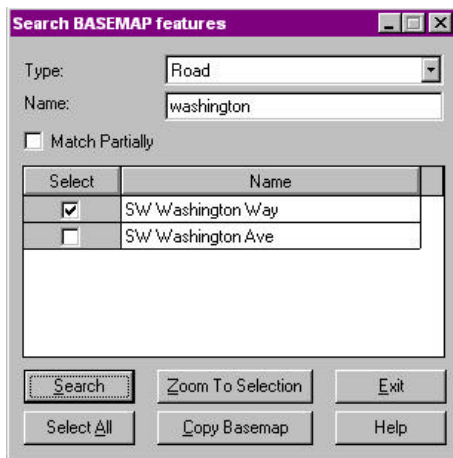 Search BASEMAP features
Type: Road
Name: washington
Match Partially
Select Name
SW Washington Way
SW Washington Ave
Search Zoom To Selection Exit
Select All Copy Basemap Help